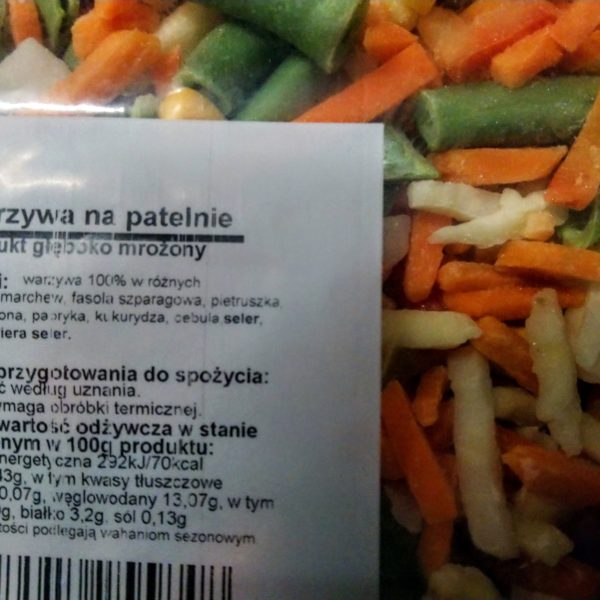 rzywa na patelnie
ukt głęboko mrożony
i: warzywa 100% w różnych
marchew, fasola szparagowa, pietruszka,
ona, papryka, kukurydza, cebula seler,
iera seler.
przygotowania do spożycia:
ć według uznania.
ymaga obróbki termicznej.
wartość odżywcza w stanie
onym w 100g produktu:
nergetyczna 292kJ/70kcal
43g, w tym kwasy tłuszczowe
0,07g, węglowodany 13,07g, w tym
g, białko 3,2g, sól 0,13g
tości podlegają wahaniom sezonowym